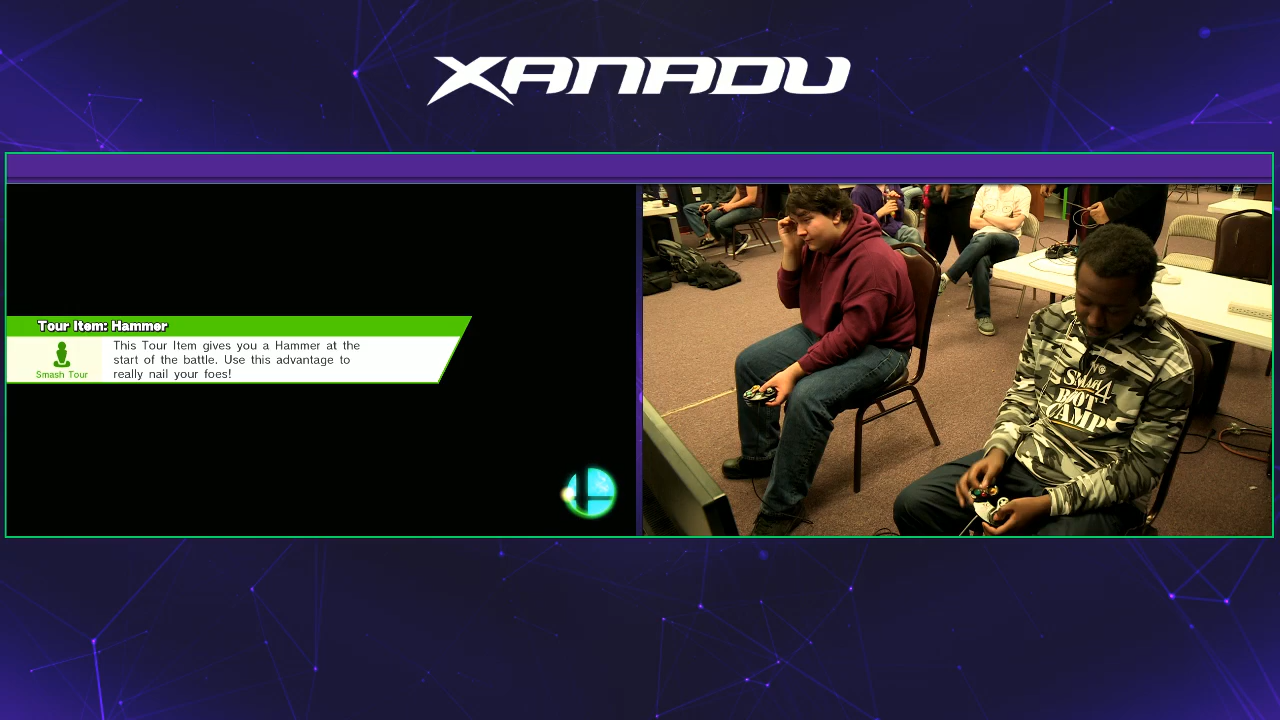 XANADU
Tour Item: Hammer
This Tour Item gives you a Hammer at the
start of the battle. Use this advantage to
really nail your foes!
Smash Tour
SMASH 4
BOOT
CAMP